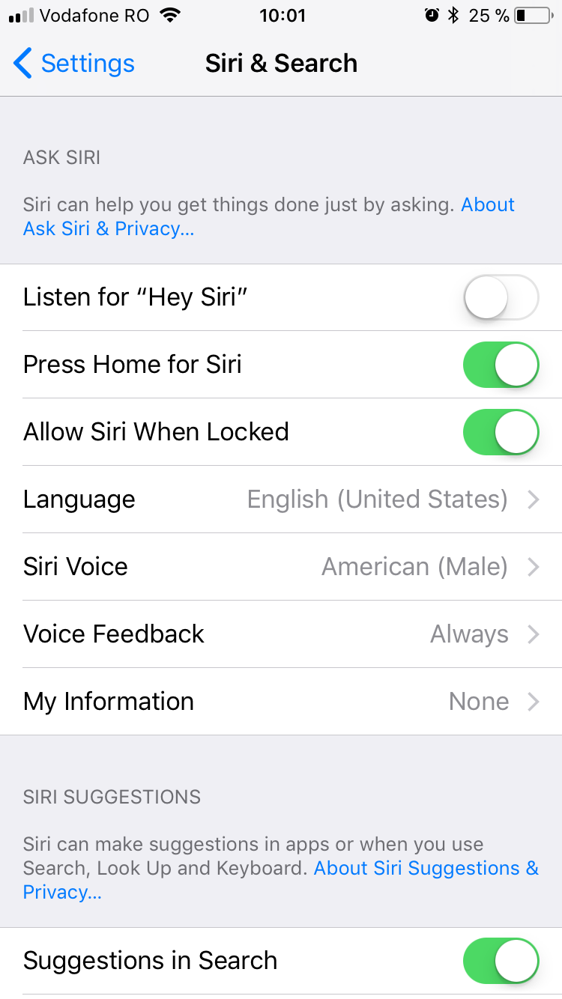 Vodafone RO 10:01 25 %
Settings Siri & Search
ASK SIRI
Siri can help you get things done just by asking. About
Ask Siri & Privacy...
Listen for “Hey Siri”
Press Home for Siri
Allow Siri When Locked
Language English (United States)
Siri Voice American (Male)
Voice Feedback Always
My Information None
SIRI SUGGESTIONS
Siri can make suggestions in apps or when you use
Search, Look Up and Keyboard. About Siri Suggestions &
Privacy...
Suggestions in Search